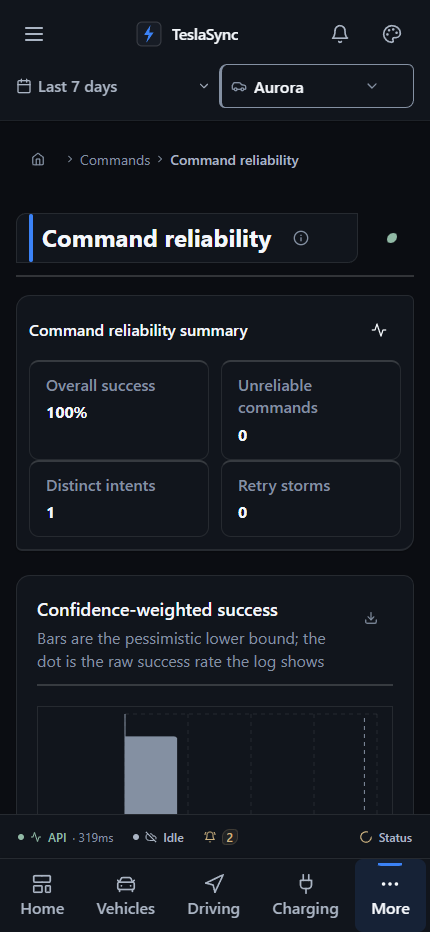 TeslaSync
Last 7 days
Aurora
Commands
Command reliability
Command reliability
Command reliability summary
Overall success
100%
Unreliable
commands
0
Distinct intents
1
Retry storms
0
Confidence-weighted success
Bars are the pessimistic lower bound; the
dot is the raw success rate the log shows
API · 319ms
Idle
2
Status
Home
Vehicles
Driving
Charging
More